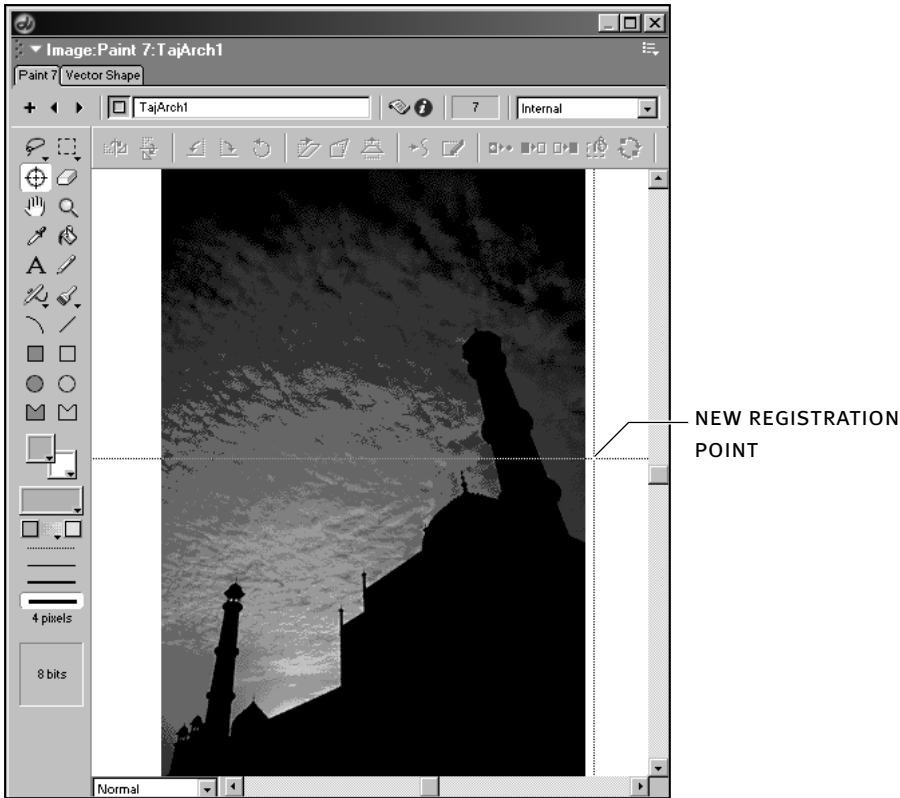 Image:Paint 7:TajArch1
Paint 7 Vector Shape
TajArch1 7 Internal
A
NEW REGISTRATION
POINT
4 pixels
8 bits
Normal